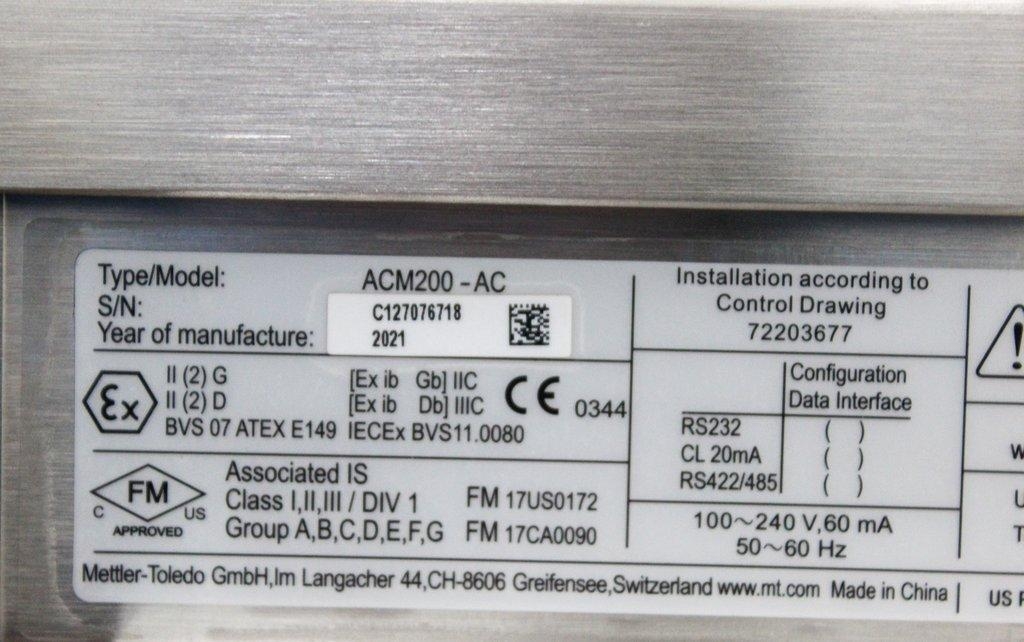 Type/Model: ACM200 - AC
S/N: C127076718
Year of manufacture: 2021
Installation according to
Control Drawing
72203677
εx
II (2) G [Ex ib Gb] IIC
II (2) D [Ex ib Db] IIIC
CE 0344
BVS 07 ATEX E149 IECEx BVS11.0080
Configuration
Data Interface
RS232 ( )
CL 20mA ( )
RS422/485 ( )
FM
C US
APPROVED
Associated IS
Class I,II,III / DIV 1 FM 17US0172
Group A,B,C,D,E,F,G FM 17CA0090
100~240 V,60 mA
50~60 Hz
Mettler-Toledo GmbH,Im Langacher 44,CH-8606 Greifensee,Switzerland www.mt.com Made in China
US